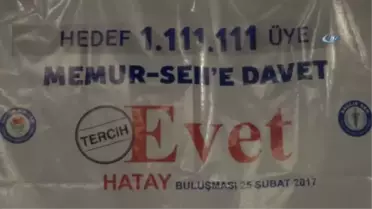 HEDEF 1.111.111 ÜYE
MEMUR-SEN'E DAVET
TERCİH
Evet
HATAY BULUŞMASI 25 ŞUBAT 2017